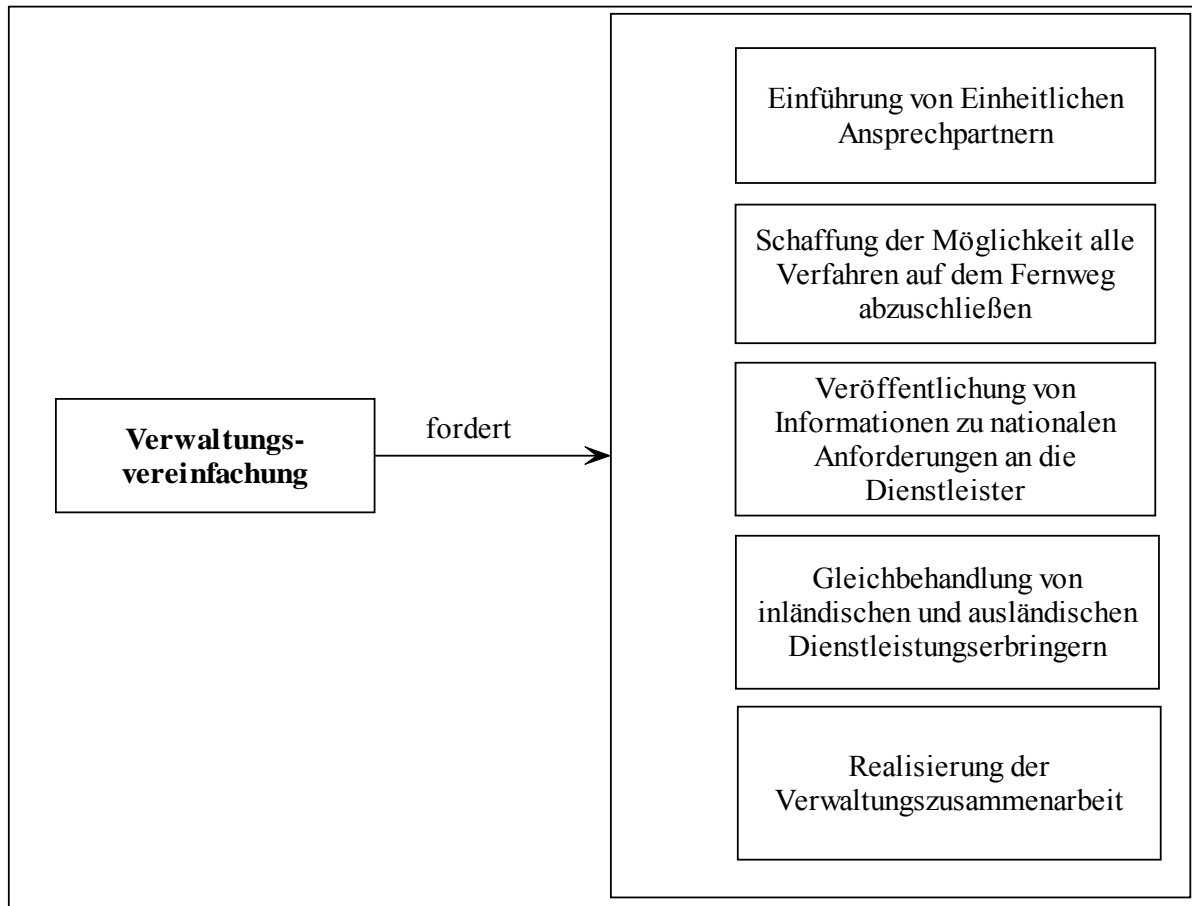 Verwaltungs-
vereinfachung
fordert
Einführung von Einheitlichen
Ansprechpartnern
Schaffung der Möglichkeit alle
Verfahren auf dem Fernweg
abzuschließen
Veröffentlichung von
Informationen zu nationalen
Anforderungen an die
Dienstleister
Gleichbehandlung von
inländischen und ausländischen
Dienstleistungserbringern
Realisierung der
Verwaltungszusammenarbeit